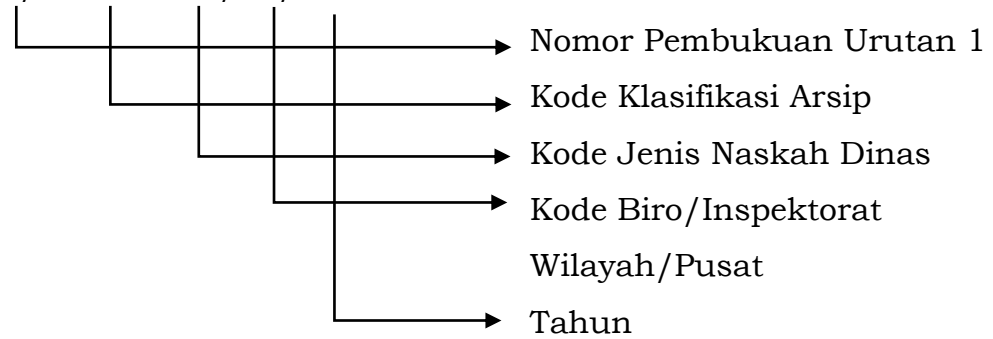 Nomor Pembukuan Urutan 1
Kode Klasifikasi Arsip
Kode Jenis Naskah Dinas
Kode Biro/Inspektorat
Wilayah/Pusat
Tahun